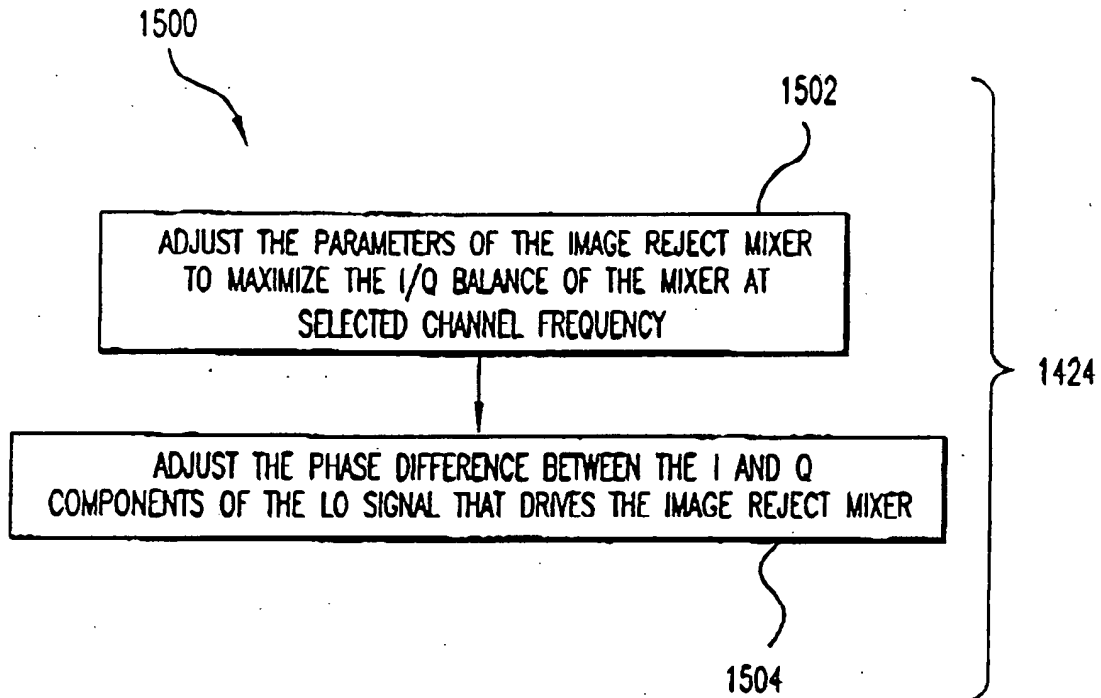 1500
1502
ADJUST THE PARAMETERS OF THE IMAGE REJECT MIXER
TO MAXIMIZE THE I/Q BALANCE OF THE MIXER AT
SELECTED CHANNEL FREQUENCY
1424
ADJUST THE PHASE DIFFERENCE BETWEEN THE I AND Q
COMPONENTS OF THE LO SIGNAL THAT DRIVES THE IMAGE REJECT MIXER
1504